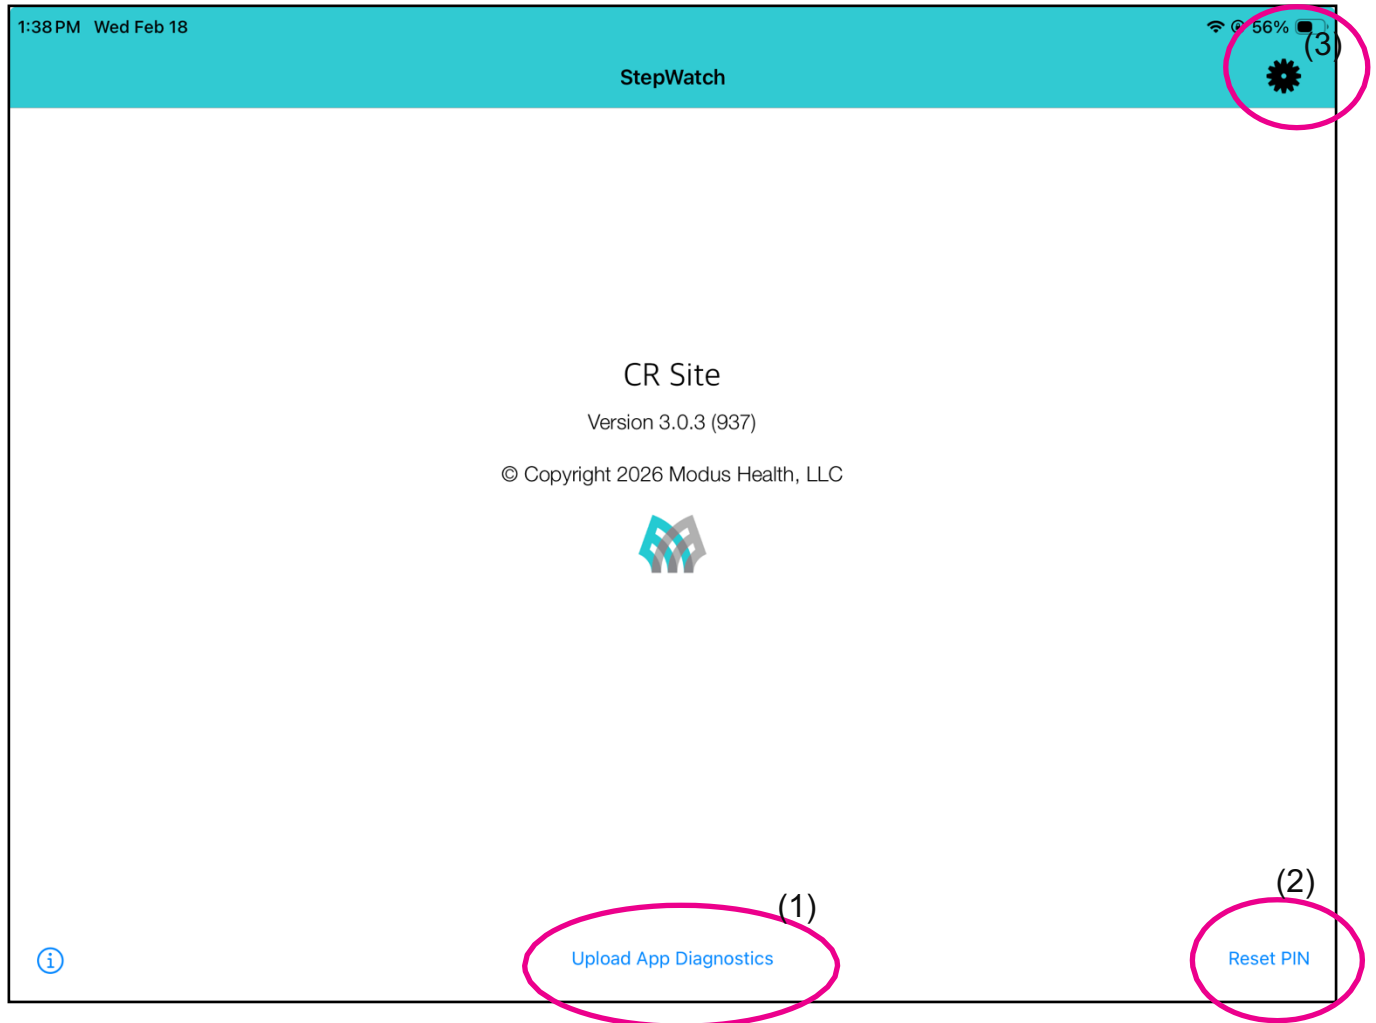 1:38 PM Wed Feb 18
56%
(3)
StepWatch
CR Site
Version 3.0.3 (937)
© Copyright 2026 Modus Health, LLC
(1)
(2)
Upload App Diagnostics
Reset PIN